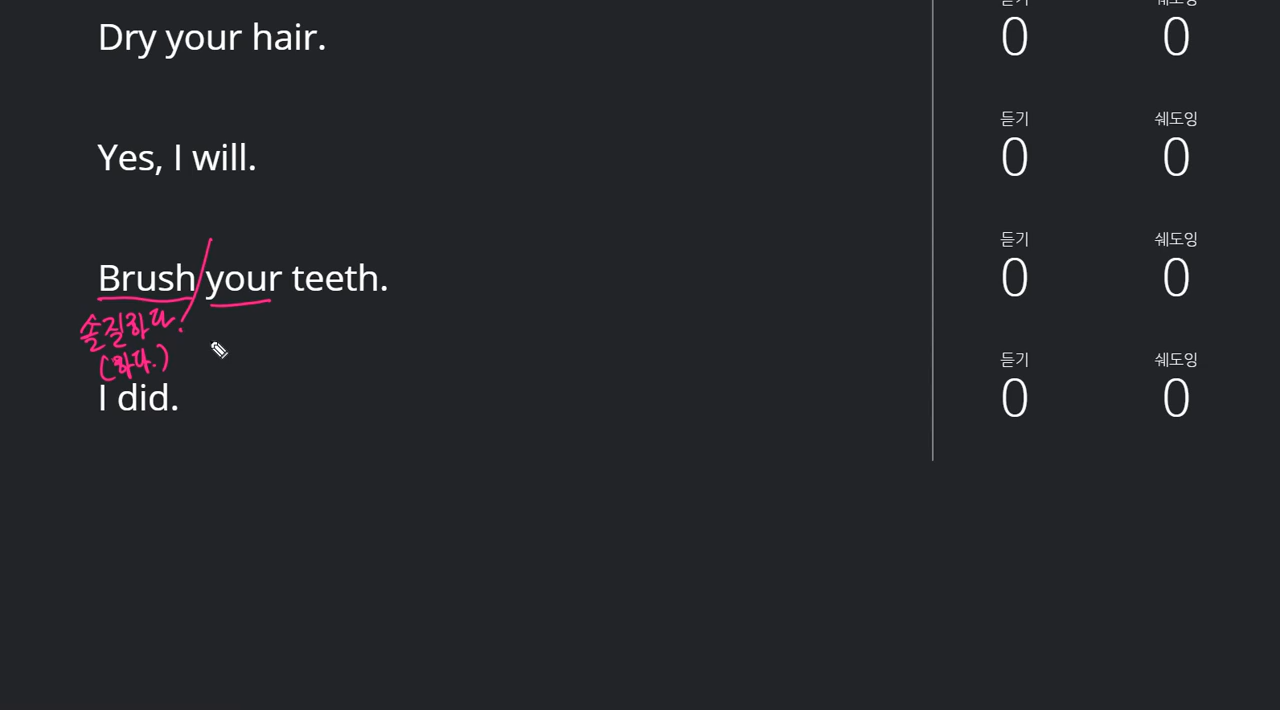 듣기 쉐도잉
Dry your hair. 0 0
듣기 쉐도잉
Yes, I will. 0 0
듣기 쉐도잉
Brush your teeth. 0 0
솔질하다!
(하다.)
듣기 쉐도잉
I did. 0 0